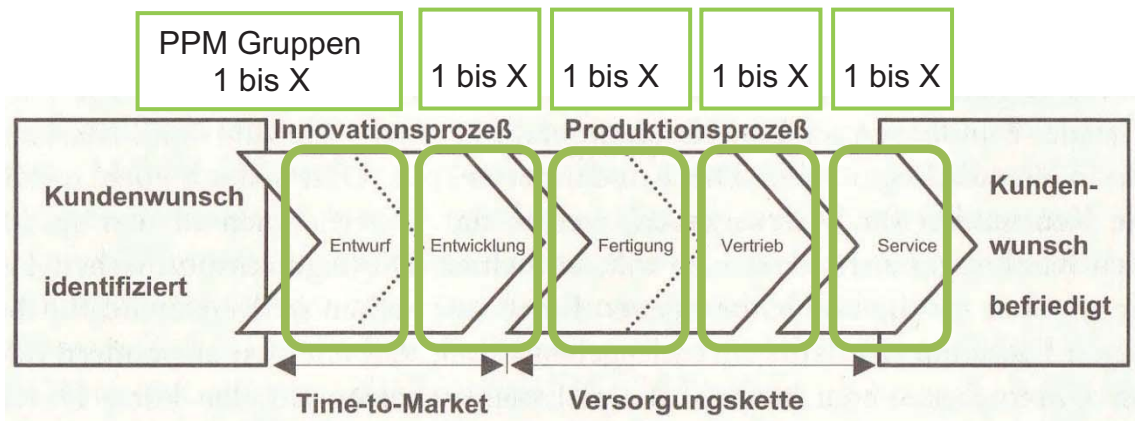 PPM Gruppen
1 bis X
1 bis X
1 bis X
1 bis X
1 bis X
Innovationsprozeß
Produktionsprozeß
Kundenwunsch
identifiziert
Entwurf
Entwicklung
Fertigung
Vertrieb
Service
Kunden-
wunsch
befriedigt
Time-to-Market
Versorgungskette